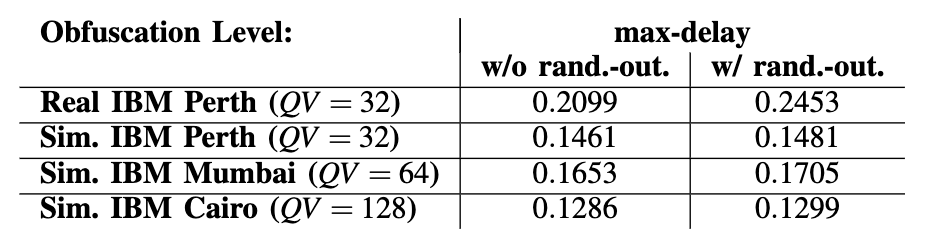 Obfuscation Level: max-delay
w/o rand.-out. w/ rand.-out.
Real IBM Perth (QV = 32) 0.2099 0.2453
Sim. IBM Perth (QV = 32) 0.1461 0.1481
Sim. IBM Mumbai (QV = 64) 0.1653 0.1705
Sim. IBM Cairo (QV = 128) 0.1286 0.1299